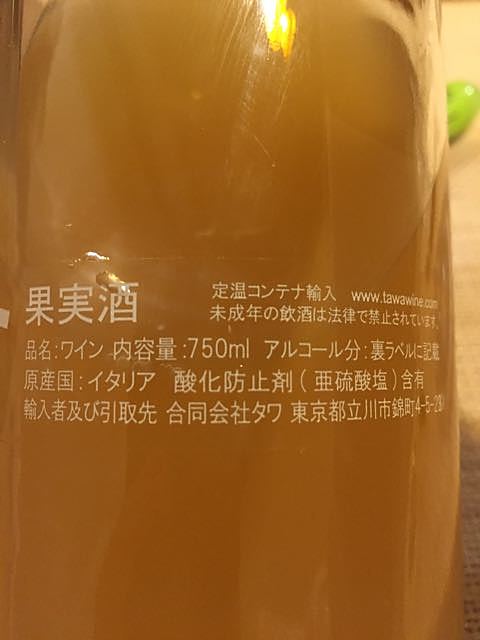 果実酒
定温コンテナ輸入 www.tawawine.com
未成年の飲酒は法律で禁止されています。
品名:ワイン 内容量:750ml アルコール分:裏ラベルに記載
原産国:イタリア 酸化防止剤(亜硫酸塩)含有
輸入者及び引取先 合同会社タワ 東京都立川市錦町4-5-28